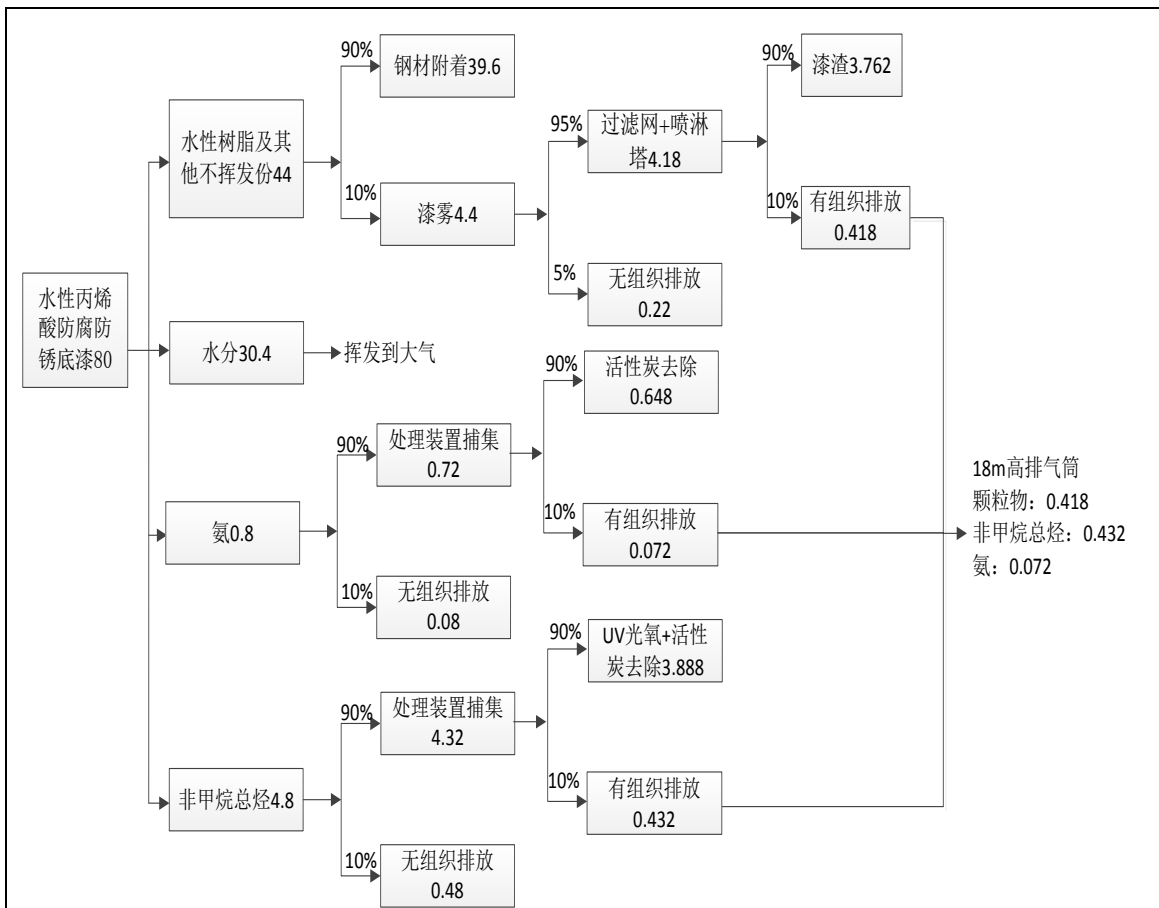 90%
钢材附着39.6
90%
漆渣3.762
水性树脂及其
他不挥发份44
95%
过滤网+喷淋
塔4.18
10%
漆雾4.4
10%
有组织排放
0.418
5%
无组织排放
0.22
水性丙烯
酸防腐防
锈底漆80
水分30.4
挥发到大气
90%
活性炭去除
0.648
90%
处理装置捕集
0.72
18m高排气筒
颗粒物：0.418
非甲烷总烃：0.432
氨：0.072
氨0.8
10%
有组织排放
0.072
10%
无组织排放
0.08
90%
UV光氧+活性
炭去除3.888
90%
处理装置捕集
4.32
10%
有组织排放
0.432
非甲烷总烃4.8
10%
无组织排放
0.48